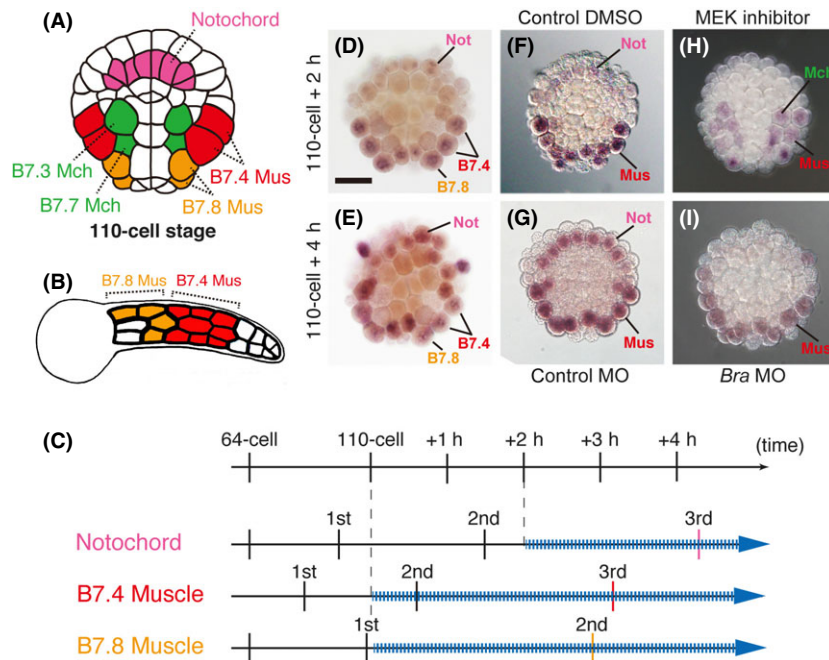 (A)
Notochord
B7.3 Mch
B7.7 Mch
B7.4 Mus
B7.8 Mus
110-cell stage
(B)
B7.8 Mus
B7.4 Mus
110-cell + 2 h
110-cell + 4 h
Control DMSO
MEK inhibitor
(D)
Not
B7.4
B7.8
(F)
Not
Mus
(H)
Mch
Mus
(E)
Not
B7.4
B7.8
(G)
Not
Mus
(I)
Mus
Control MO
Bra MO
(C)
64-cell
110-cell
+1 h
+2 h
+3 h
+4 h
(time)
Notochord
1st
2nd
3rd
B7.4 Muscle
1st
2nd
3rd
B7.8 Muscle
1st
2nd